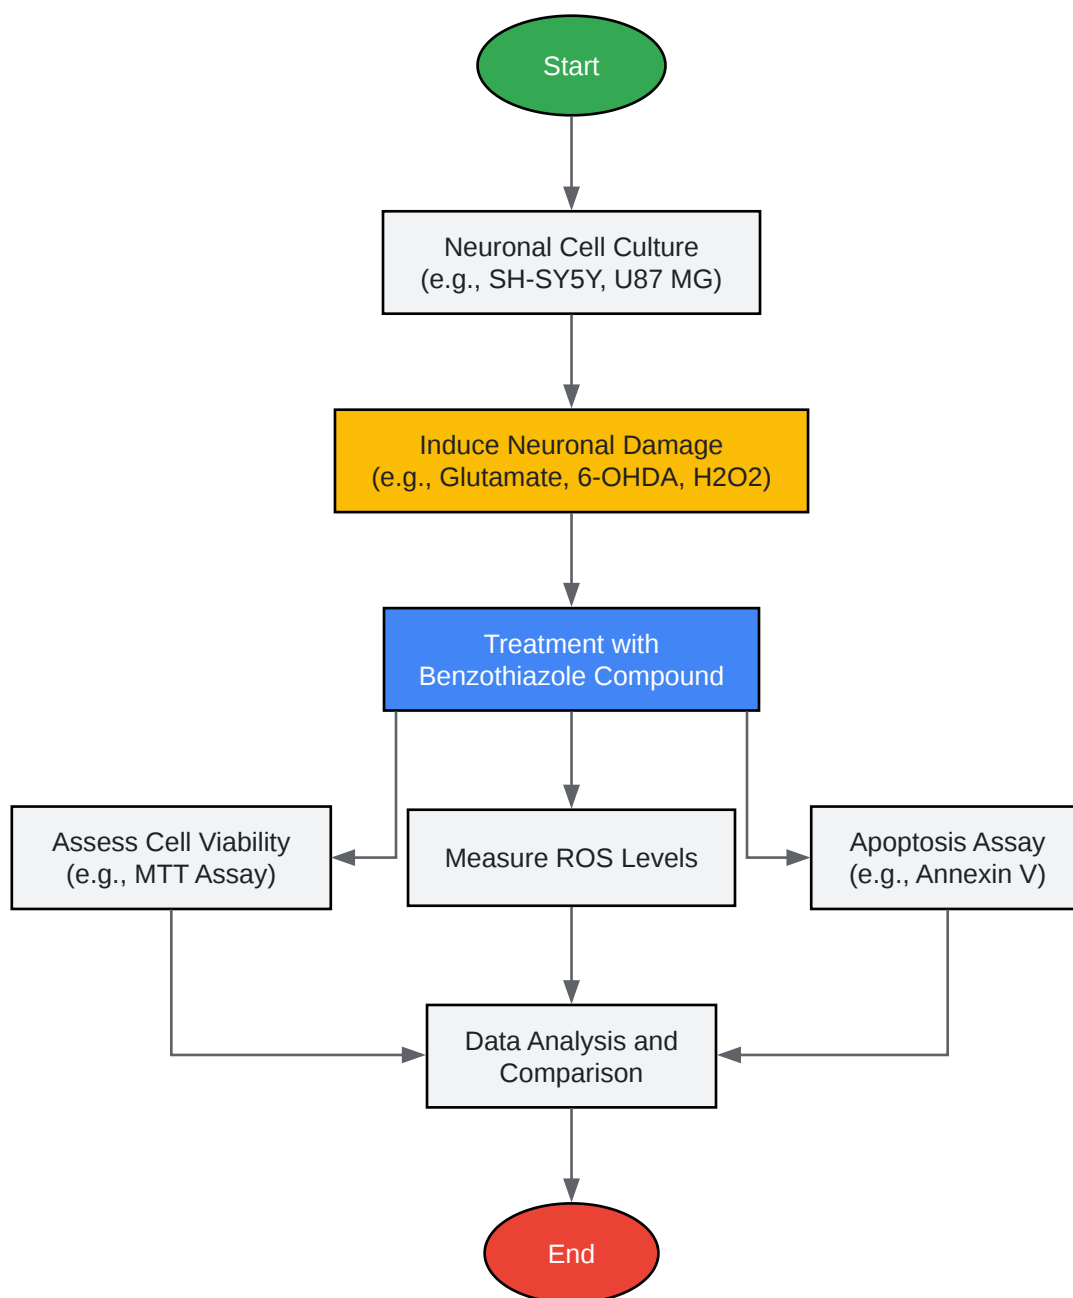 Start
Neuronal Cell Culture
(e.g., SH-SY5Y, U87 MG)
Induce Neuronal Damage
(e.g., Glutamate, 6-OHDA, H2O2)
Treatment with
Benzothiazole Compound
Assess Cell Viability
(e.g., MTT Assay)
Measure ROS Levels
Apoptosis Assay
(e.g., Annexin V)
Data Analysis and
Comparison
End